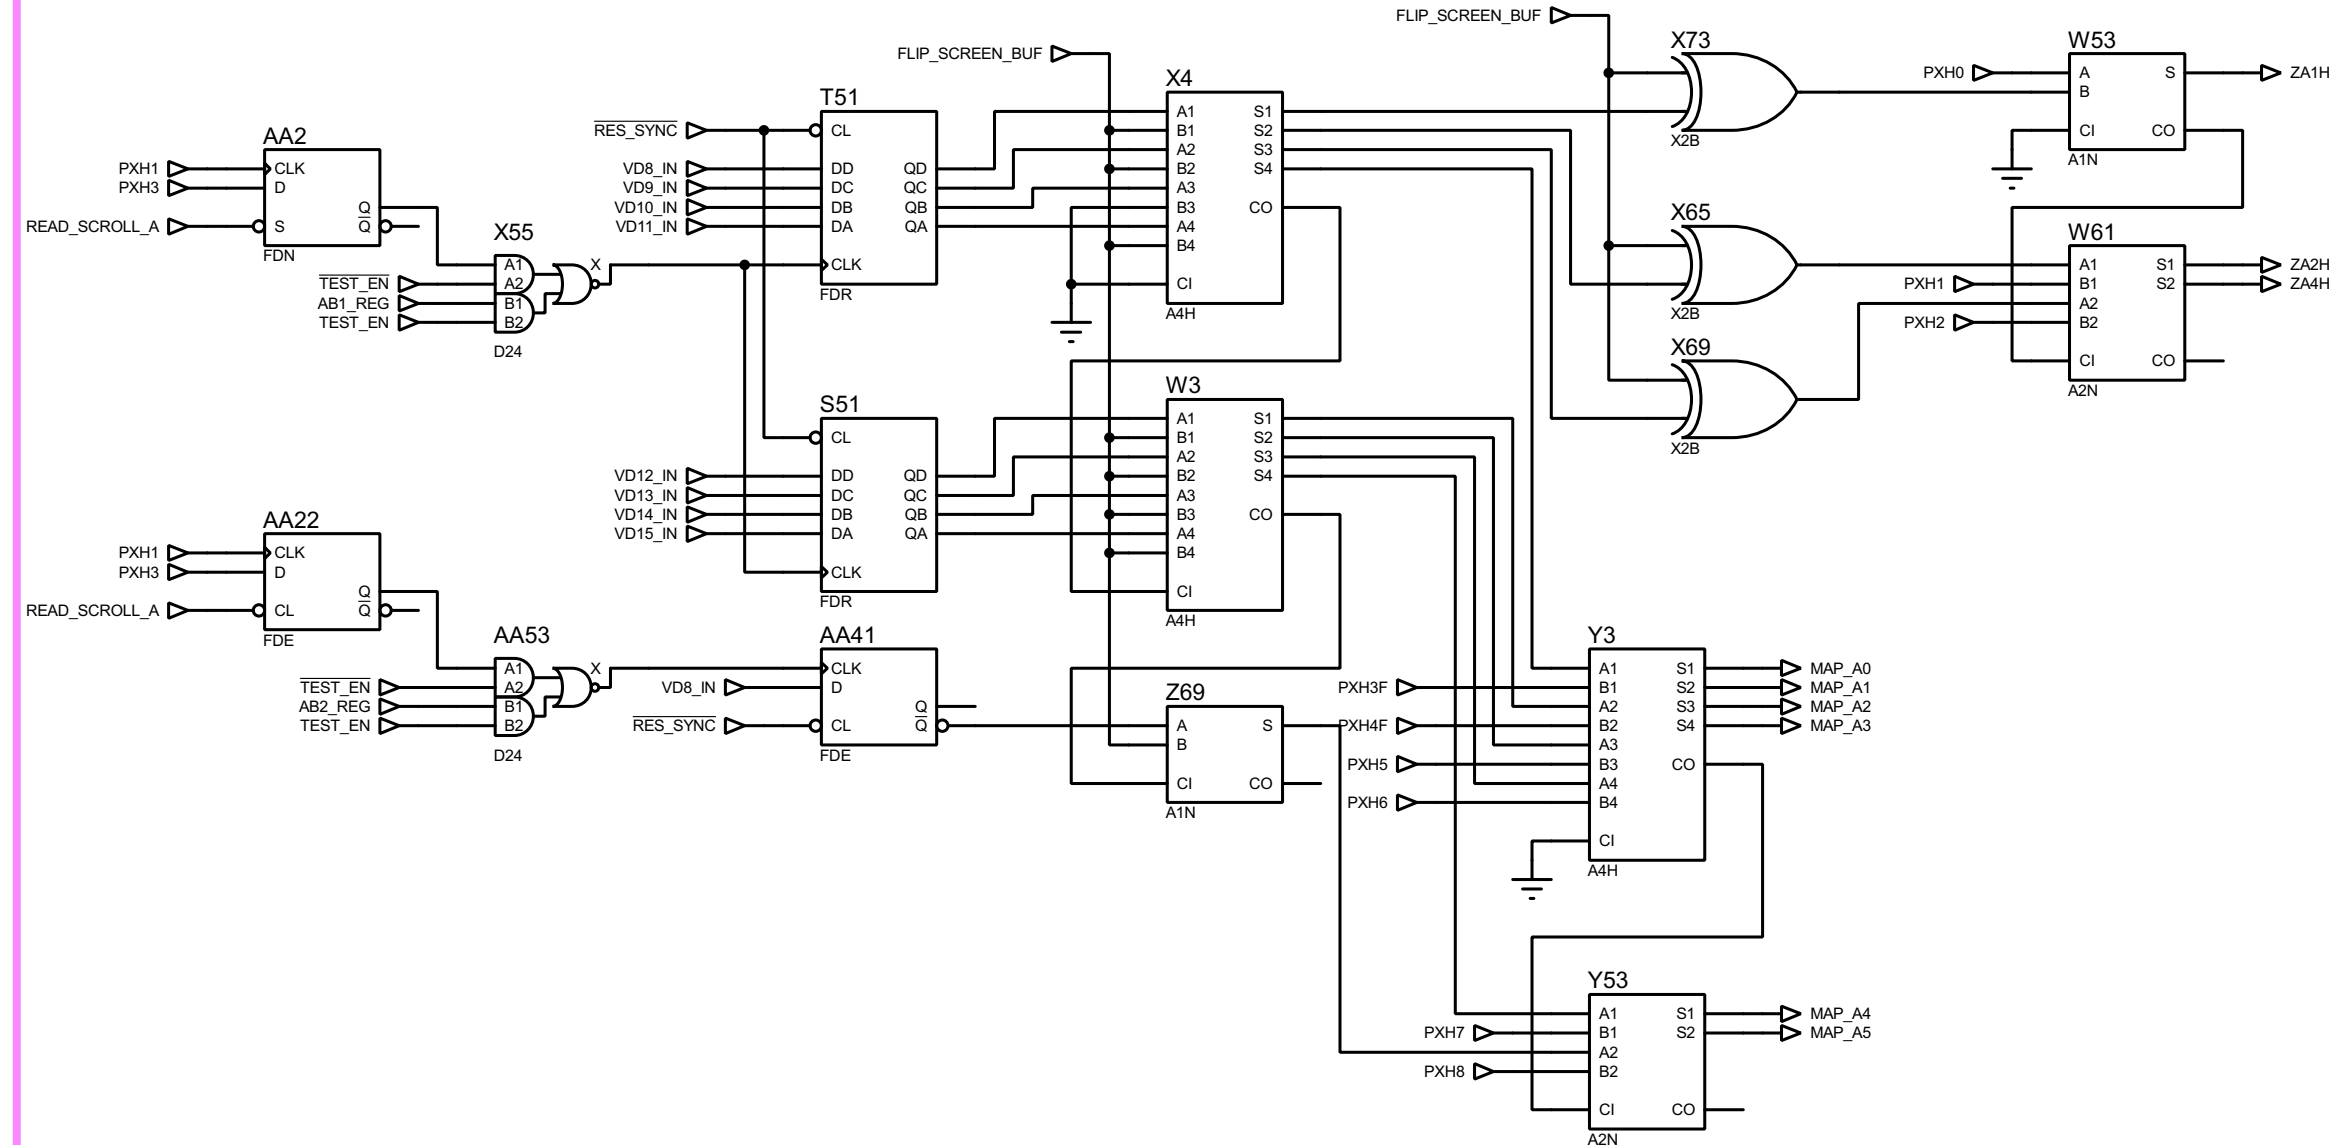 FLIP_SCREEN_BUF
FLIP_SCREEN_BUF
AA2
PXH1
PXH3
READ_SCROLL_A
CLK
D
S
Q
Q̅
FDN
X55
T̅E̅S̅T̅_̅E̅N̅
AB1_REG
TEST_EN
A1
A2
B1
B2
X
D24
T51
R̅E̅S̅_̅S̅Y̅N̅C̅
VD8_IN
VD9_IN
VD10_IN
VD11_IN
CL
DD
DC
DB
DA
CLK
QD
QC
QB
QA
FDR
X4
A1
B1
A2
B2
A3
B3
A4
B4
CI
S1
S2
S3
S4
CO
A4H
X73
X2B
X65
X2B
X69
X2B
W53
PXH0
A
B
CI
S
CO
A1N
ZA1H
W61
PXH1
PXH2
A1
B1
A2
B2
CI
S1
S2
CO
A2N
ZA2H
ZA4H
S51
VD12_IN
VD13_IN
VD14_IN
VD15_IN
CL
DD
DC
DB
DA
CLK
QD
QC
QB
QA
FDR
W3
A1
B1
A2
B2
A3
B3
A4
B4
CI
S1
S2
S3
S4
CO
A4H
AA22
PXH1
PXH3
READ_SCROLL_A
CLK
D
CL
Q
Q̅
FDE
AA53
T̅E̅S̅T̅_̅E̅N̅
AB2_REG
TEST_EN
A1
A2
B1
B2
X
D24
AA41
VD8_IN
R̅E̅S̅_̅S̅Y̅N̅C̅
CLK
D
CL
Q
Q̅
FDE
Z69
A
B
CI
S
CO
A1N
Y3
PXH3F
PXH4F
PXH5
PXH6
A1
B1
A2
B2
A3
B3
A4
B4
CI
S1
S2
S3
S4
CO
A4H
MAP_A0
MAP_A1
MAP_A2
MAP_A3
Y53
PXH7
PXH8
A1
B1
A2
B2
CI
S1
S2
CO
A2N
MAP_A4
MAP_A5